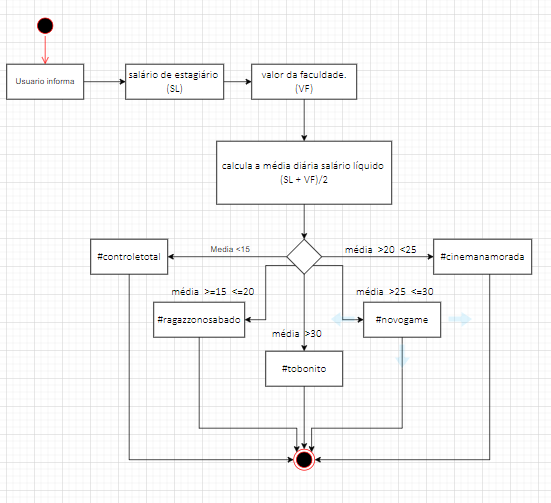 Usuario informa
salário de estagiário
(SL)
valor da faculdade.
(VF)
calcula a média diária salário líquido
(SL + VF)/2
Media <15
média >20 <25
#controletotal
#cinemanamorada
média >=15 <=20
média >25 <=30
#ragazzonosabado
#novogame
média >30
#tobonito